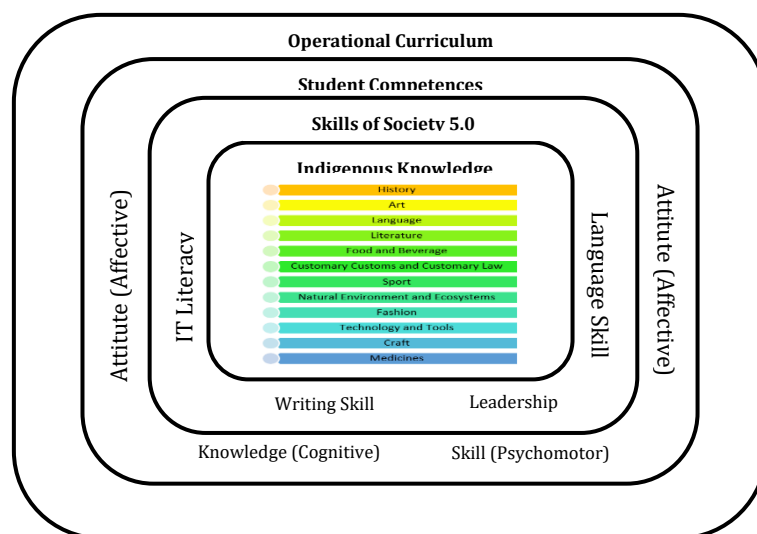 Operational Curriculum
Student Competences
Skills of Society 5.0
Indigenous Knowledge
History
Art
Language
Literature
Food and Beverage
Customary Customs and Customary Law
Sport
Natural Environment and Ecosystems
Fashion
Technology and Tools
Craft
Medicines
Attitute (Affective)
IT Literacy
Language Skill
Attitute (Affective)
Writing Skill
Leadership
Knowledge (Cognitive)
Skill (Psychomotor)